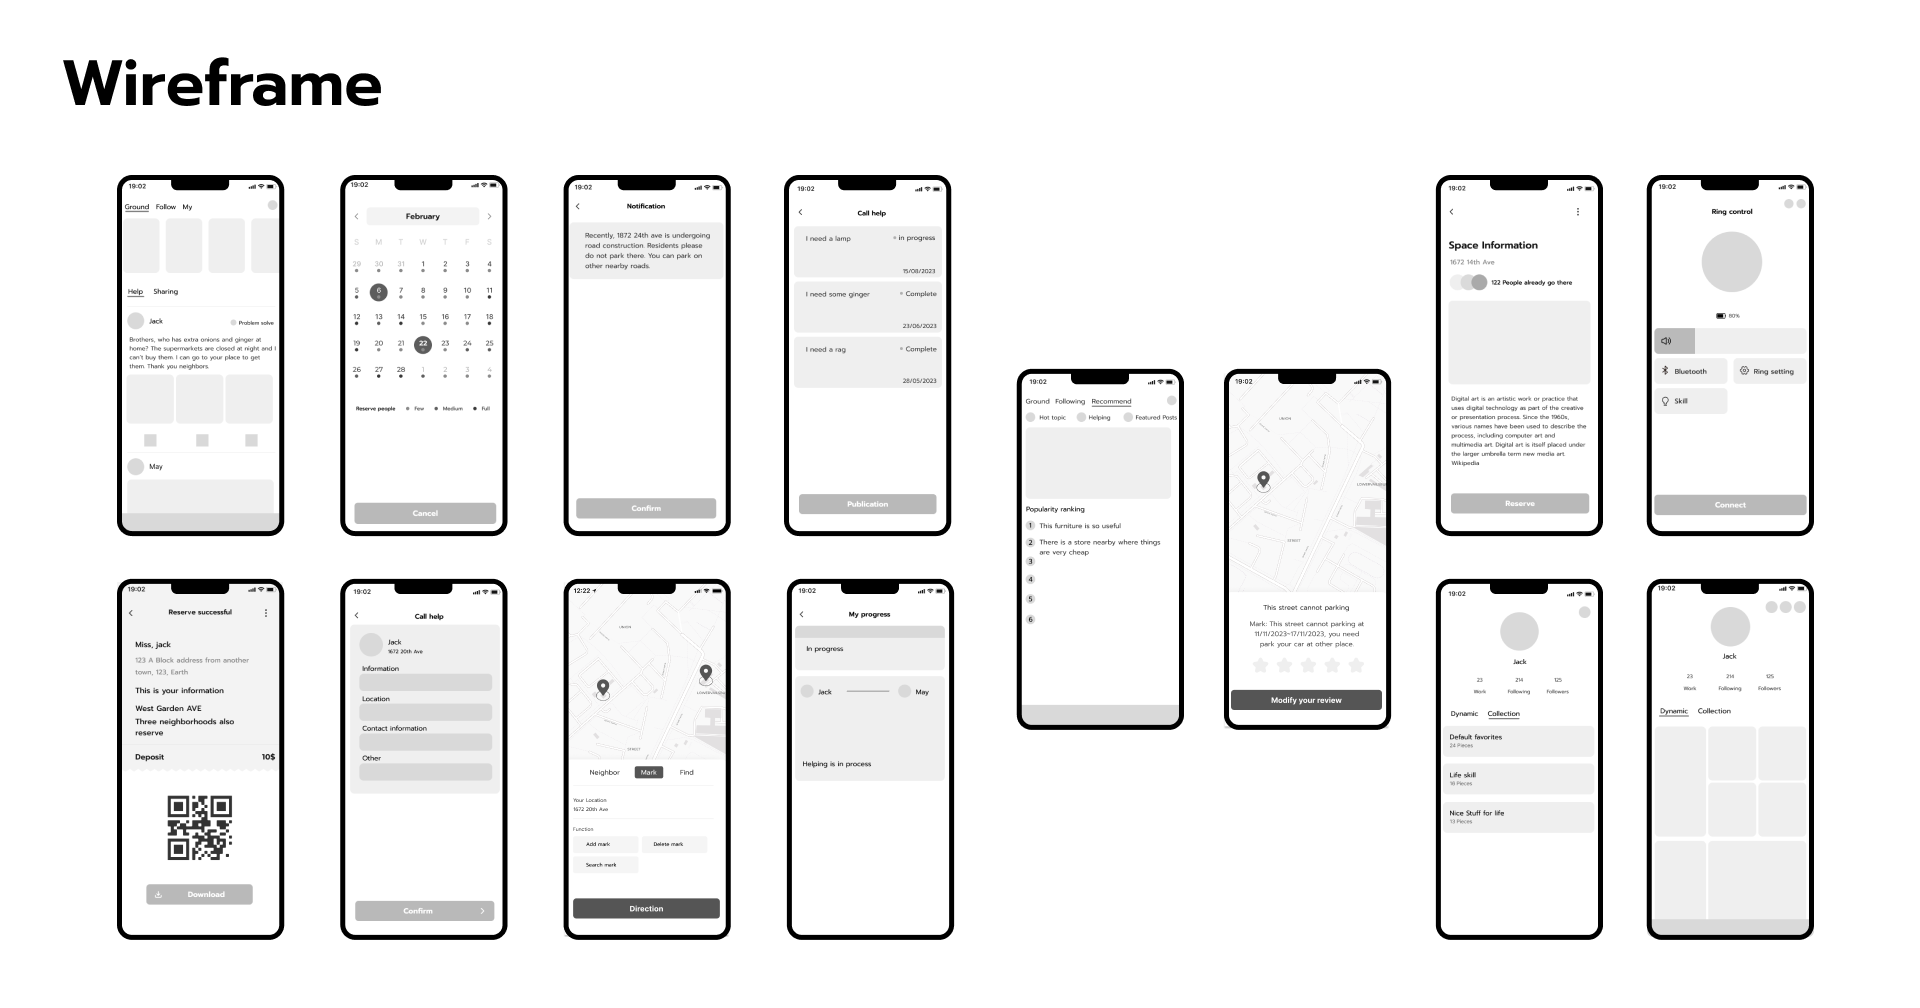 Wireframe
19:02
Ground Follow My
Help Sharing
Jack Problem solve
Brothers, who has extra onions and ginger at
home? The supermarkets are closed at night and I
can't buy them. I can go to your place to get
them. Thank you neighbors.
May
19:02
February
S M T W T F S
29 30 31 1 2 3 4
5 6 7 8 9 10 11
12 13 14 15 16 17 18
19 20 21 22 23 24 25
26 27 28 1 2 3 4
Reserve people Few Medium Full
Cancel
19:02
Notification
Recently, 1872 24th ave is undergoing
road construction. Residents please
do not park there. You can park on
other nearby roads.
Confirm
19:02
Call help
I need a lamp in progress
15/08/2023
I need some ginger Complete
23/06/2023
I need a rag Complete
28/05/2023
Publication
19:02
Ground Following Recommend
Hot topic Helping Featured Posts
Popularity ranking
1 This furniture is so useful
2 There is a store nearby where things
are very cheap
3
4
5
6
19:02
UNION
STREET
This street cannot parking
Mark: This street cannot parking at
11/11/2023-17/11/2023, you need
park your car at other place.
Modify your review
19:02
Space Information
1672 14th Ave
122 People already go there
Digital art is an artistic work or practice that
uses digital technology as part of the creative
or presentation process. Since the 1960s,
various names have been used to describe the
process, including computer art and
multimedia art. Digital art is itself placed under
the larger umbrella term new media art.
Wikipedia
Reserve
19:02
Ring control
80%
Bluetooth Ring setting
Skill
Connect
19:02
Reserve successful
Miss, jack
123 A Block address from another
town, 123, Earth
This is your information
West Garden AVE
Three neighborhoods also
reserve
Deposit 10$
Download
19:02
Call help
Jack
1672 20th Ave
Information
Location
Contact information
Other
Confirm
12:22
UNION
STREET
Neighbor Mark Find
Your Location
1672 20th Ave
Function
Add mark Delete mark
Search mark
Direction
19:02
My progress
In progress
Jack May
Helping is in process
19:02
Jack
23 214 125
Work Following Followers
Dynamic Collection
Default favorites
24 Pieces
Life skill
16 Pieces
Nice Stuff for life
13 Pieces
19:02
Jack
23 214 125
Work Following Followers
Dynamic Collection